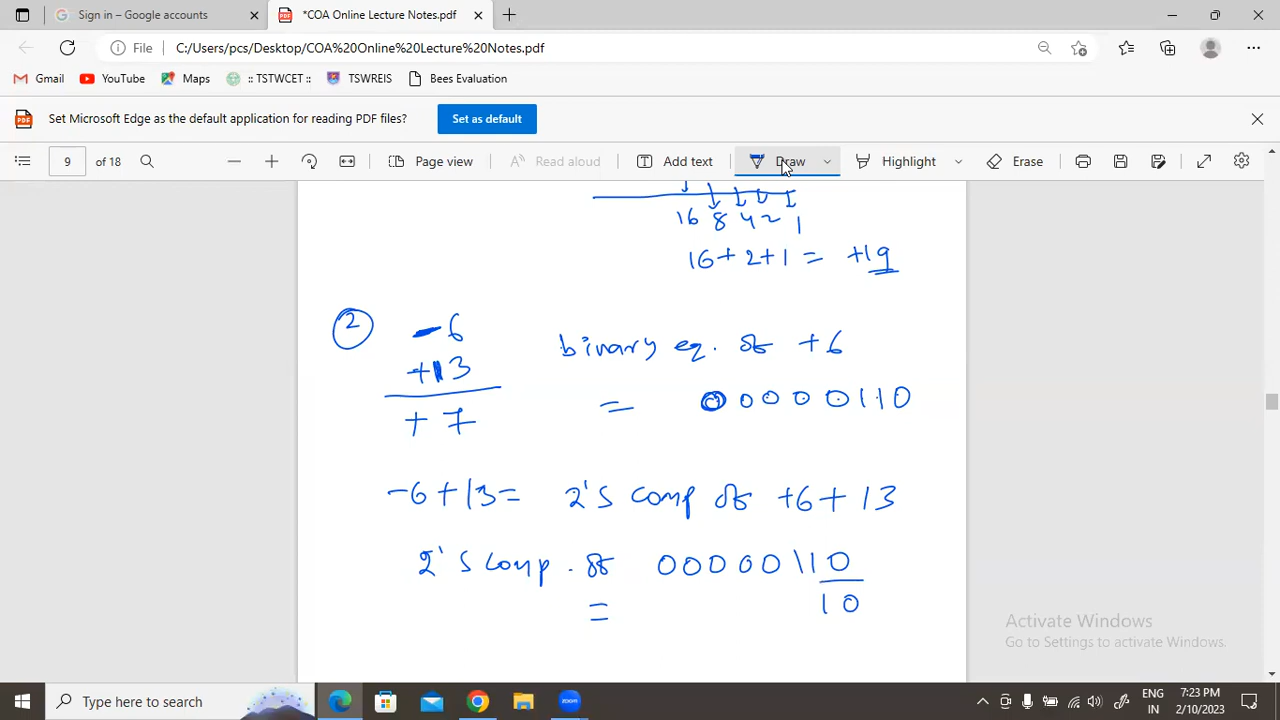 Sign in – Google accounts
*COA Online Lecture Notes.pdf
File C:/Users/pcs/Desktop/COA%20Online%20Lecture%20Notes.pdf
Gmail YouTube Maps :: TSTWCET :: TSWREIS Bees Evaluation
Set Microsoft Edge as the default application for reading PDF files? Set as default
9 of 18 Page view Read aloud Add text Draw Highlight Erase
16 8 4 2 1
16+2+1 = +19
2 -6 binary eq. of +6
+13
= 00000110
+ 7
-6+13= 2's comp of +6+13
2's comp. of 00000110
= 10
Activate Windows
Go to Settings to activate Windows.
Type here to search
ENG 7:23 PM
IN 2/10/2023